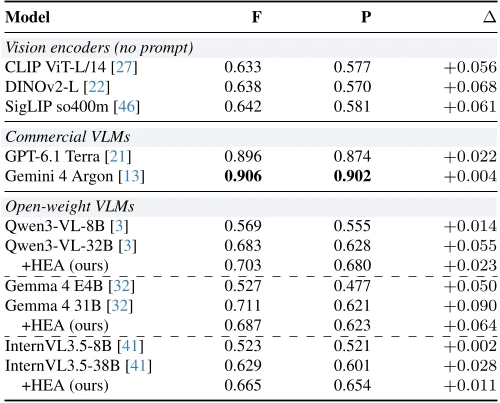 Model F P Δ
Vision encoders (no prompt)
CLIP ViT-L/14 [27] 0.633 0.577 +0.056
DINOv2-L [22] 0.638 0.570 +0.068
SigLIP so400m [46] 0.642 0.581 +0.061
Commercial VLMs
GPT-6.1 Terra [21] 0.896 0.874 +0.022
Gemini 4 Argon [13] 0.906 0.902 +0.004
Open-weight VLMs
Qwen3-VL-8B [3] 0.569 0.555 +0.014
Qwen3-VL-32B [3] 0.683 0.628 +0.055
+HEA (ours) 0.703 0.680 +0.023
Gemma 4 E4B [32] 0.527 0.477 +0.050
Gemma 4 31B [32] 0.711 0.621 +0.090
+HEA (ours) 0.687 0.623 +0.064
InternVL3.5-8B [41] 0.523 0.521 +0.002
InternVL3.5-38B [41] 0.629 0.601 +0.028
+HEA (ours) 0.665 0.654 +0.011